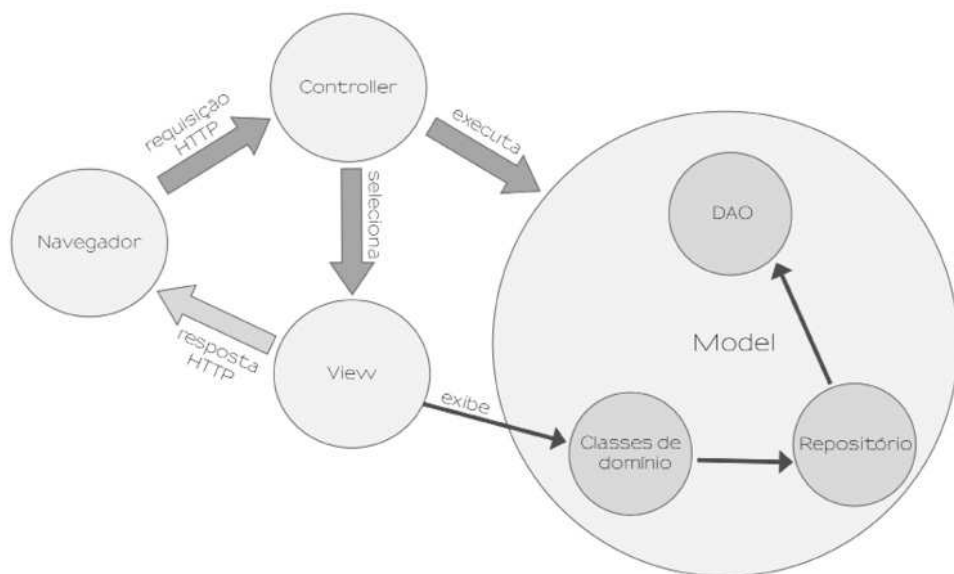 Controller
requisição
HTTP
executa
seleciona
DAO
Navegador
Model
resposta
HTTP
View
exibe
Classes de
domínio
Repositório